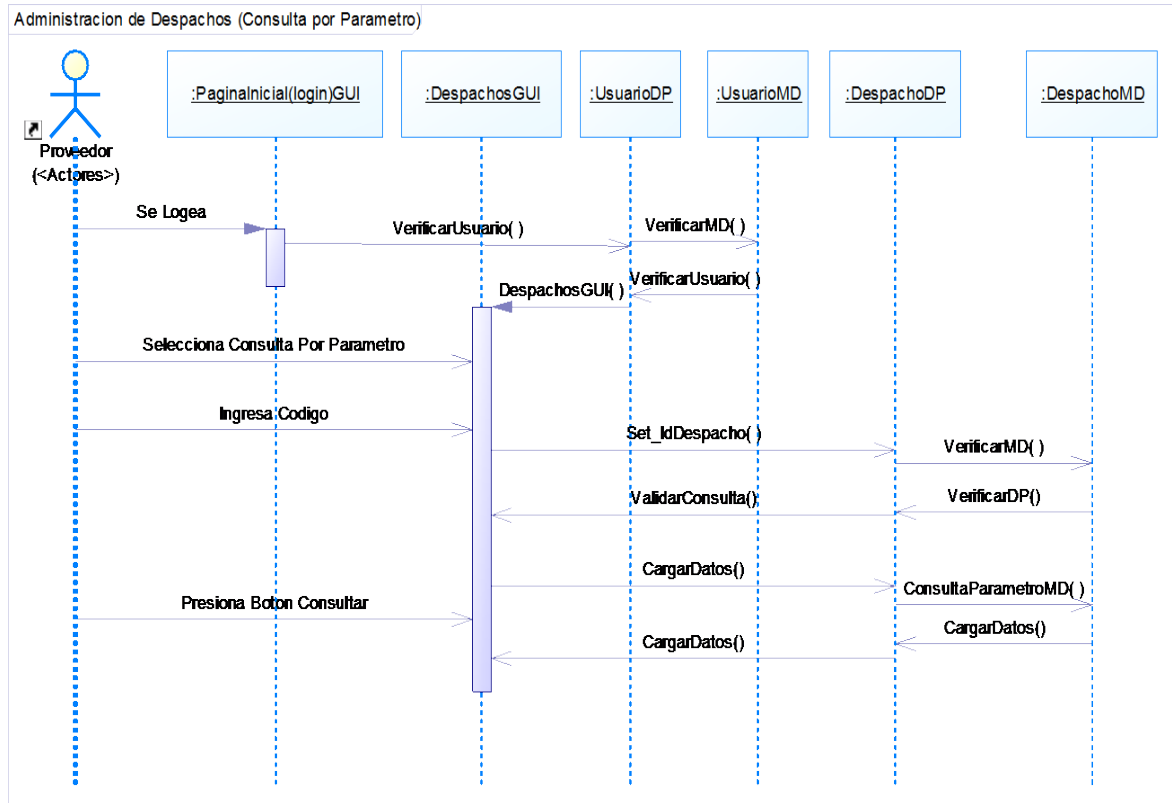 Administracion de Despachos (Consulta por Parametro)
:PaginaInicial(login)GUI
:DespachosGUI
:UsuarioDP
:UsuarioMD
:DespachoDP
:DespachoMD
Proveedor
(<Actores>)
Se Logea
VerificarUsuario( )
VerificarMD( )
VerificarUsuario( )
DespachosGUI( )
Selecciona Consulta Por Parametro
Ingresa Codigo
Set_IdDespacho( )
VerificarMD( )
VerificarDP()
ValidarConsulta()
CargarDatos()
ConsultaParametroMD( )
Presiona Boton Consultar
CargarDatos()
CargarDatos()